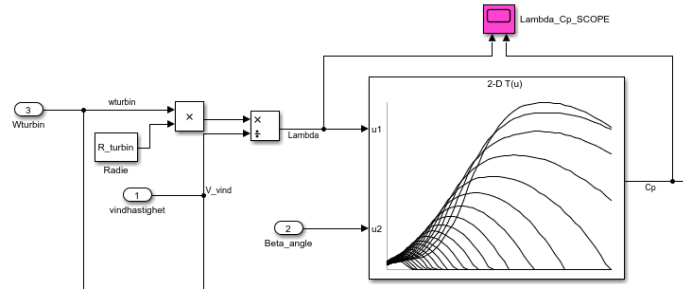 Lambda_Cp_SCOPE
2-D T(u)
3
wturbin
Wturbin
×
×
÷
Lambda
u1
R_turbin
Radie
1
V_vind
vindhastighet
Cp
2
u2
Beta_angle